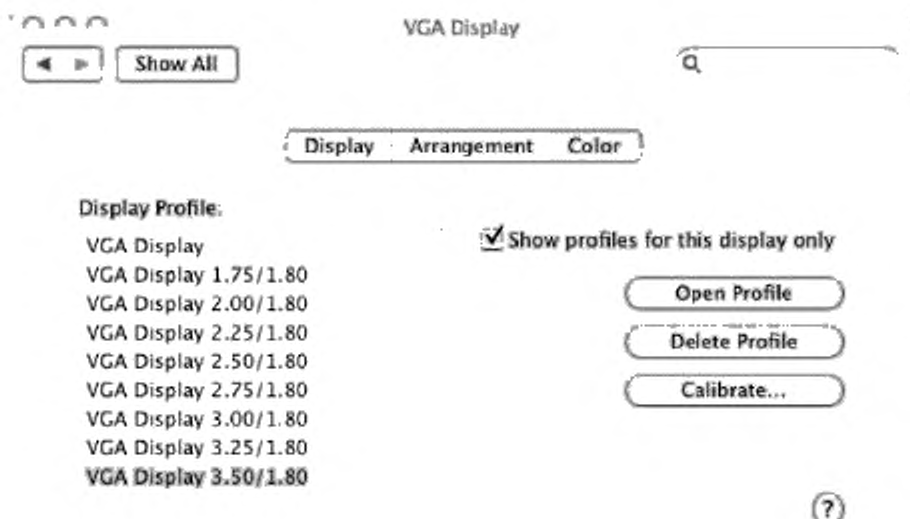 VGA Display
Show All
Display Arrangement Color
Display Profile:
VGA Display
VGA Display 1.75/1.80
VGA Display 2.00/1.80
VGA Display 2.25/1.80
VGA Display 2.50/1.80
VGA Display 2.75/1.80
VGA Display 3.00/1.80
VGA Display 3.25/1.80
VGA Display 3.50/1.80
Show profiles for this display only
Open Profile
Delete Profile
Calibrate...
?